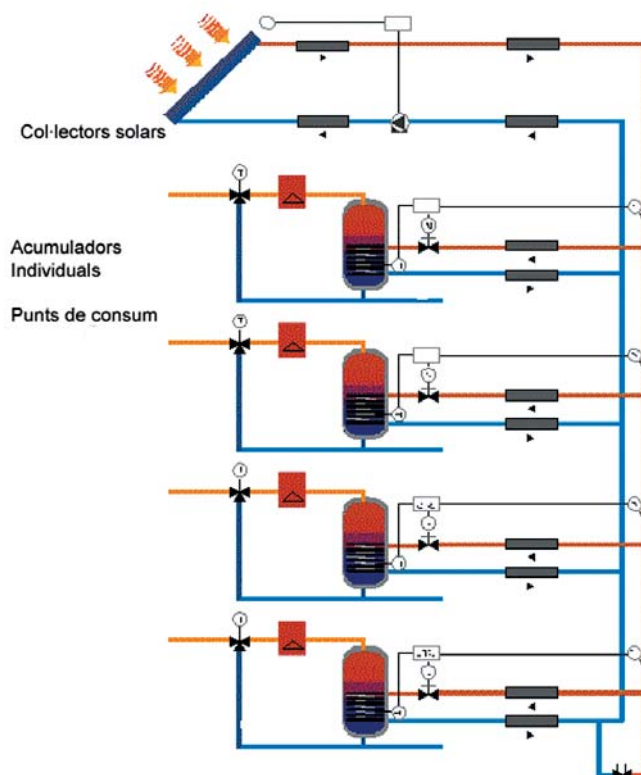 Col·lectors solars
Acumuladors
Individuals
Punts de consum